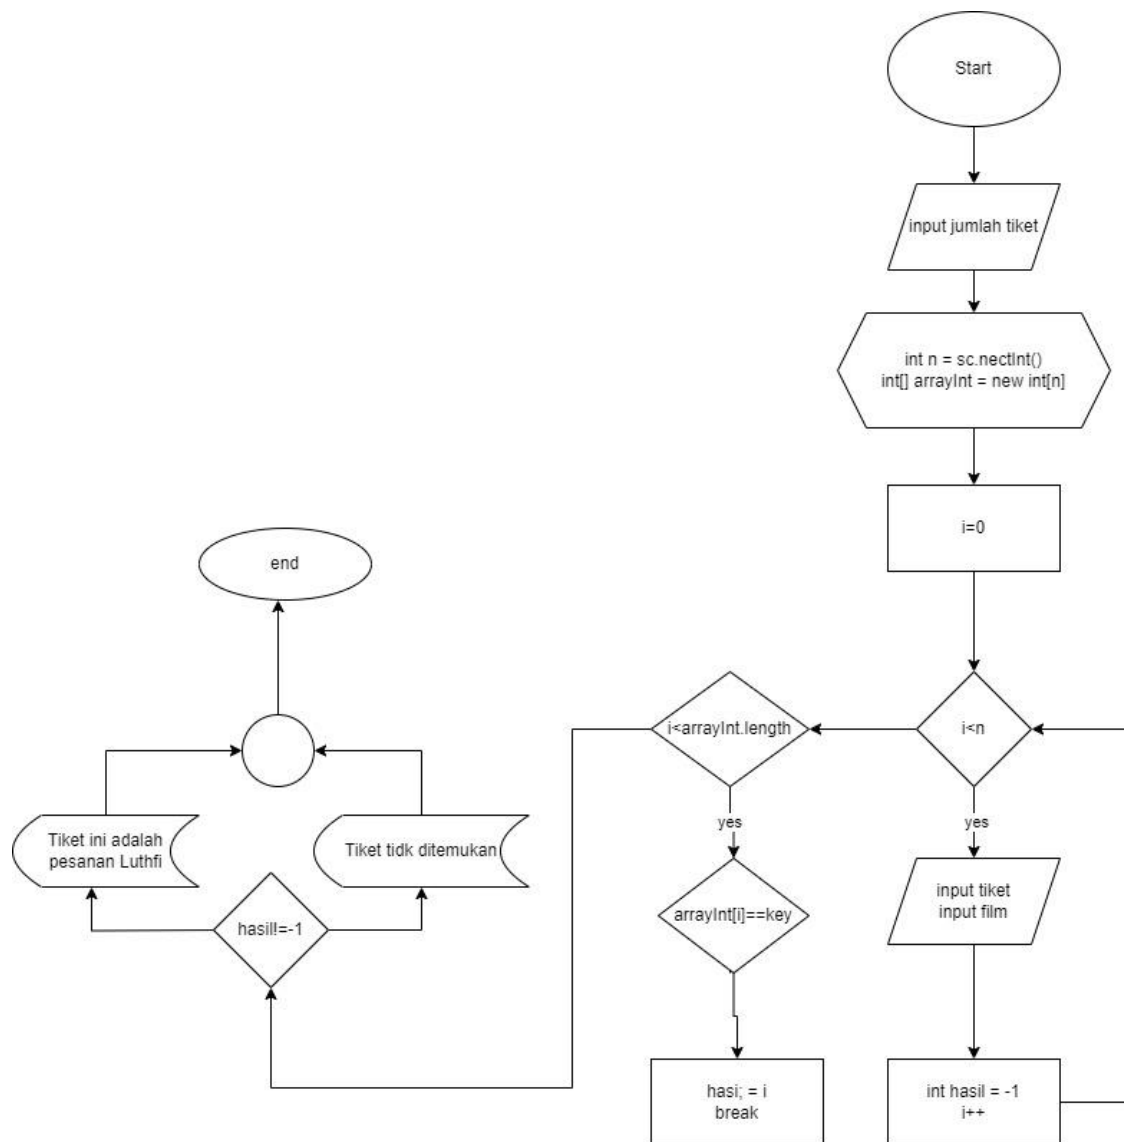 Start
input jumlah tiket
int n = sc.nectInt()
int[] arrayInt = new int[n]
i=0
end
i<arrayInt.length
i<n
yes
yes
Tiket ini adalah
pesanan Luthfi
Tiket tidk ditemukan
hasil!=-1
arrayInt[i]==key
input tiket
input film
hasi; = i
break
int hasil = -1
i++